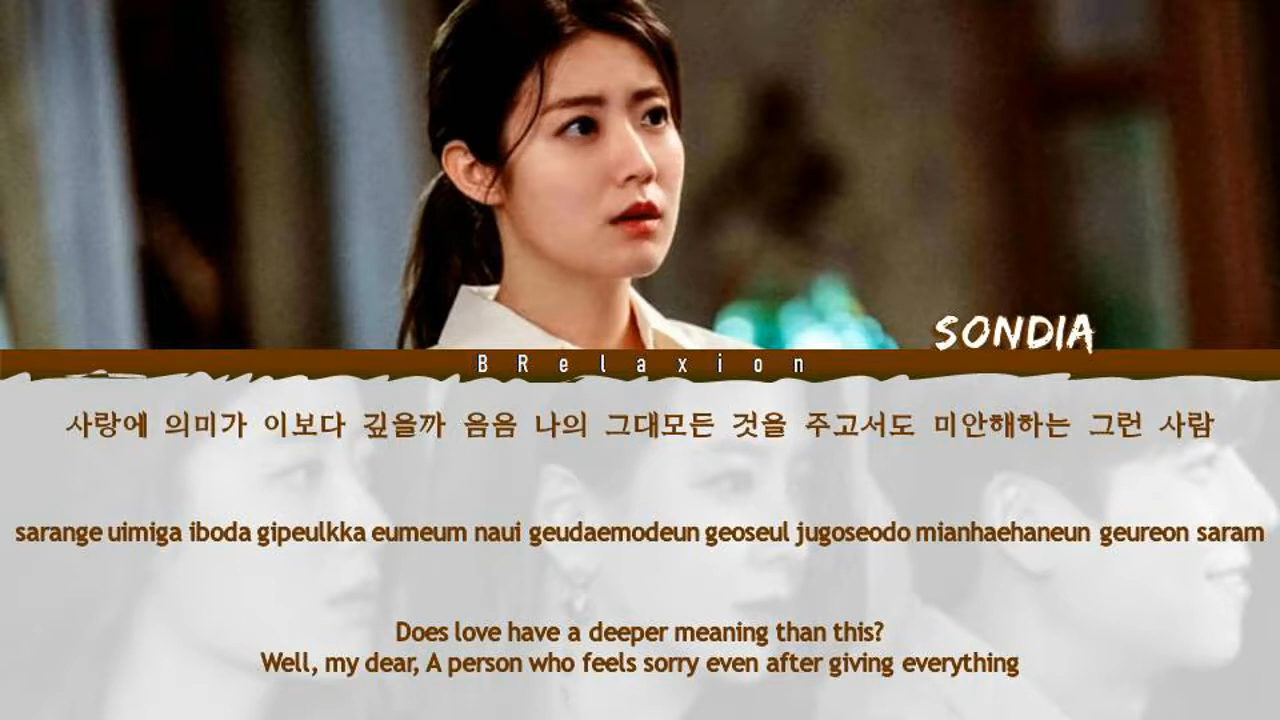 SONDIA
BRelaxion
사랑에 의미가 이보다 깊을까 음음 나의 그대모든 것을 주고서도 미안해하는 그런 사람
sarange uimiga iboda gipeulkka eumeum naui geudaemodeun geoseul jugoseodo mianhaehaneun geureon saram
Does love have a deeper meaning than this?
Well, my dear, A person who feels sorry even after giving everything